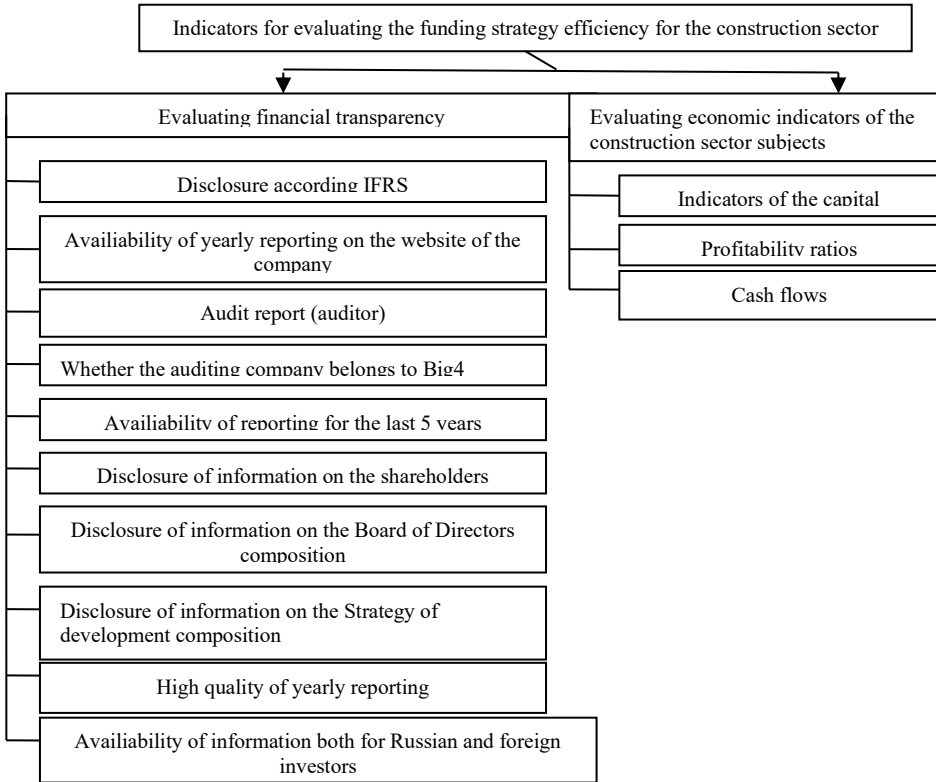 Indicators for evaluating the funding strategy efficiency for the construction sector
Evaluating financial transparency
Disclosure according IFRS
Availiability of yearly reporting on the website of the
company
Audit report (auditor)
Whether the auditing company belongs to Big4
Availiability of reporting for the last 5 years
Disclosure of information on the shareholders
Disclosure of information on the Board of Directors
composition
Disclosure of information on the Strategy of
development composition
High quality of yearly reporting
Availiability of information both for Russian and foreign
investors
Evaluating economic indicators of the
construction sector subjects
Indicators of the capital
Profitability ratios
Cash flows